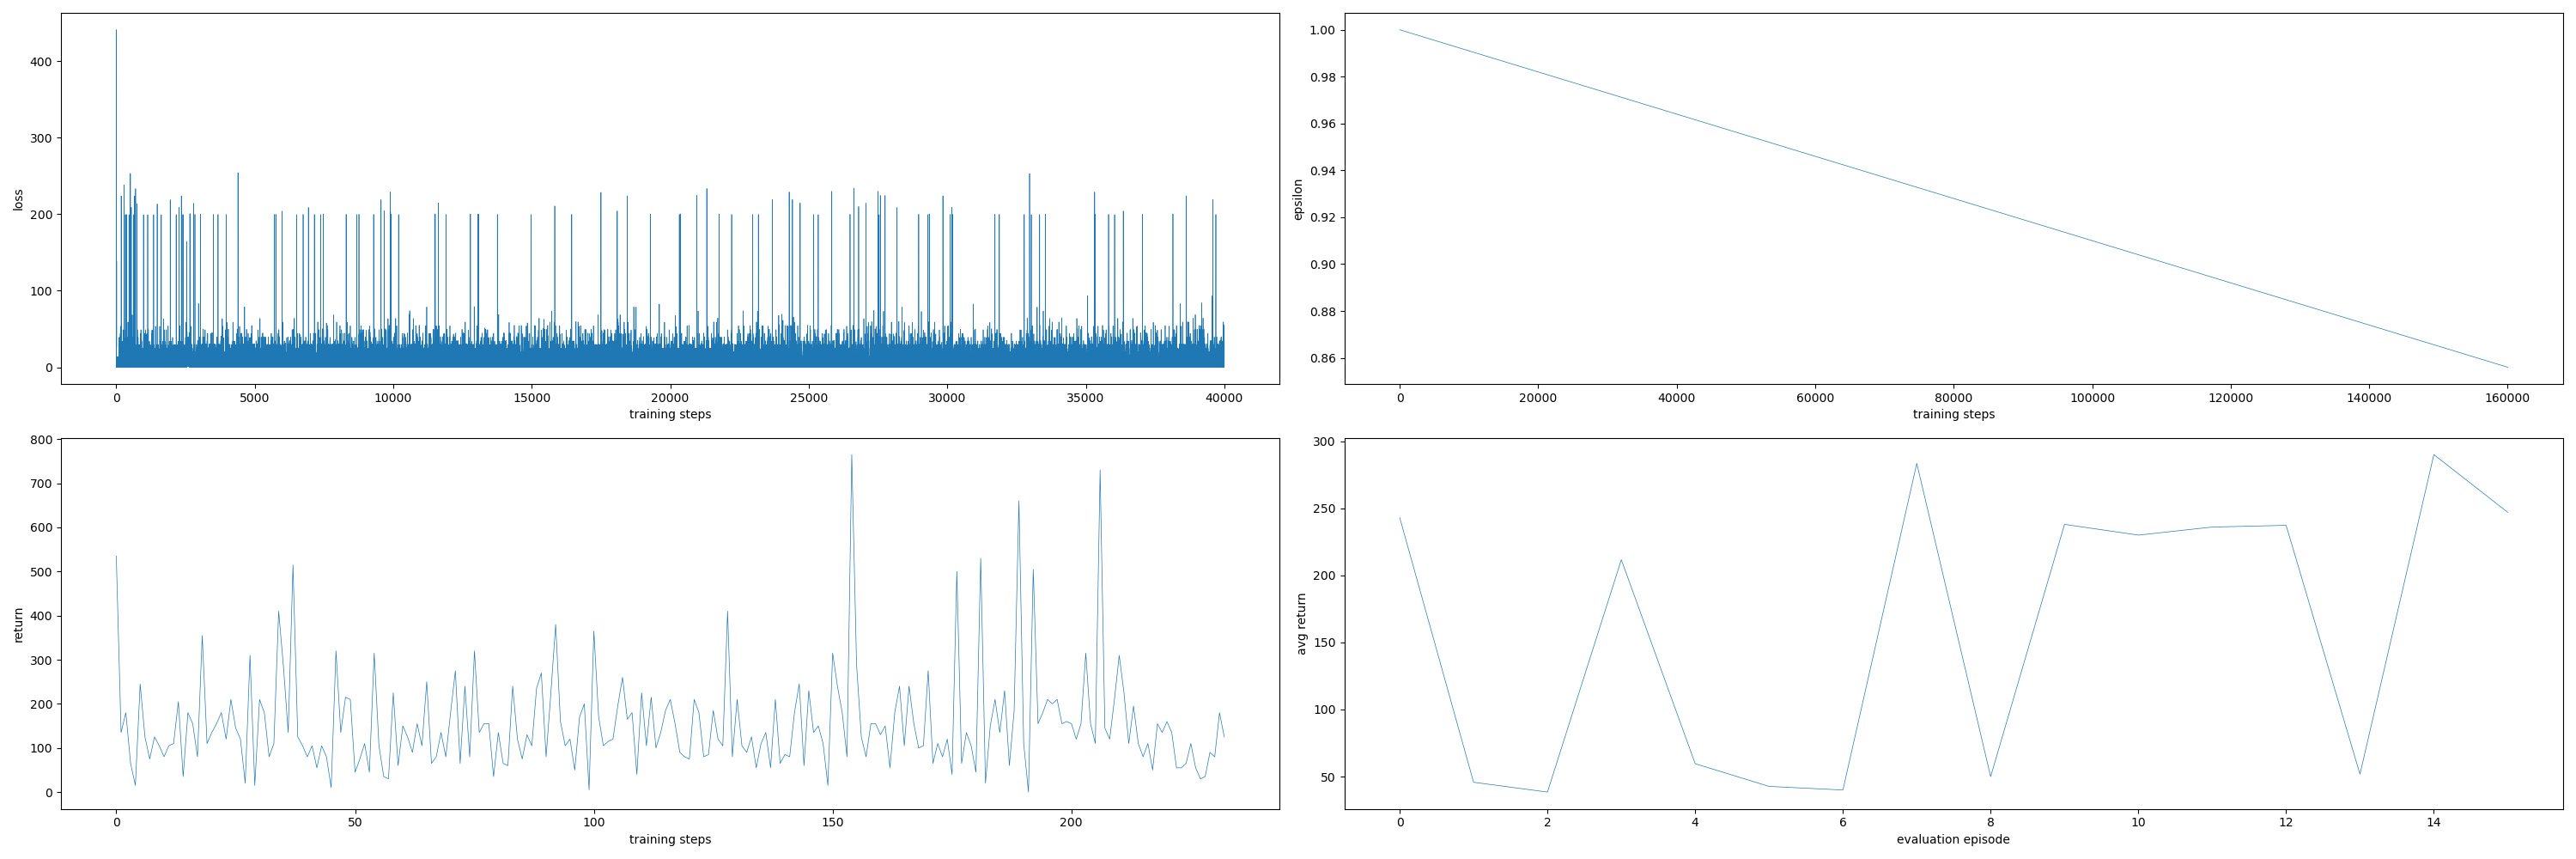 400
300
200
100
0
loss
0 5000 10000 15000 20000 25000 30000 35000 40000
training steps
1.00
0.98
0.96
0.94
0.92
0.90
0.88
0.86
epsilon
0 20000 40000 60000 80000 100000 120000 140000 160000
training steps
800
700
600
500
400
300
200
100
0
return
0 50 100 150 200
training steps
300
250
200
150
100
50
avg return
0 2 4 6 8 10 12 14
evaluation episode